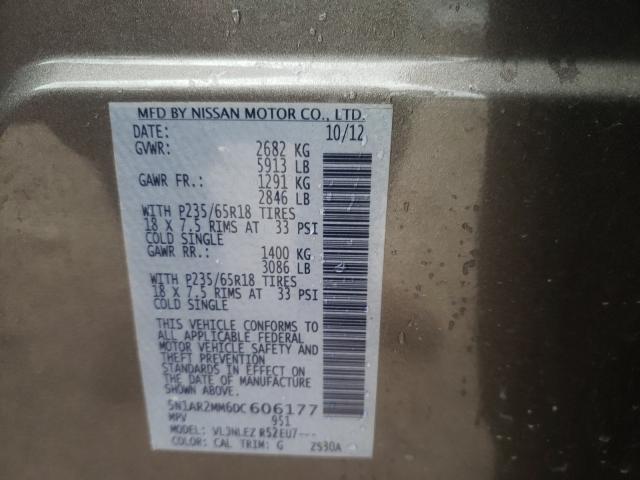 MFD BY NISSAN MOTOR CO., LTD.
DATE: 10/12
GVWR: 2682 KG
5913 LB
GAWR FR.: 1291 KG
2846 LB
WITH P235/65R18 TIRES
18 X 7.5 RIMS AT 33 PSI
COLD SINGLE
GAWR RR.: 1400 KG
3086 LB
WITH P235/65R18 TIRES
18 X 7.5 RIMS AT 33 PSI
COLD SINGLE
THIS VEHICLE CONFORMS TO
ALL APPLICABLE FEDERAL
MOTOR VEHICLE SAFETY AND
THEFT PREVENTION
STANDARDS IN EFFECT ON
THE DATE OF MANUFACTURE
SHOWN ABOVE.
5N1AR2MM6DC606177
MPV 951
MODEL: VLJNLEZ R52EU7---
COLOR: CAL TRIM: G 2S30A